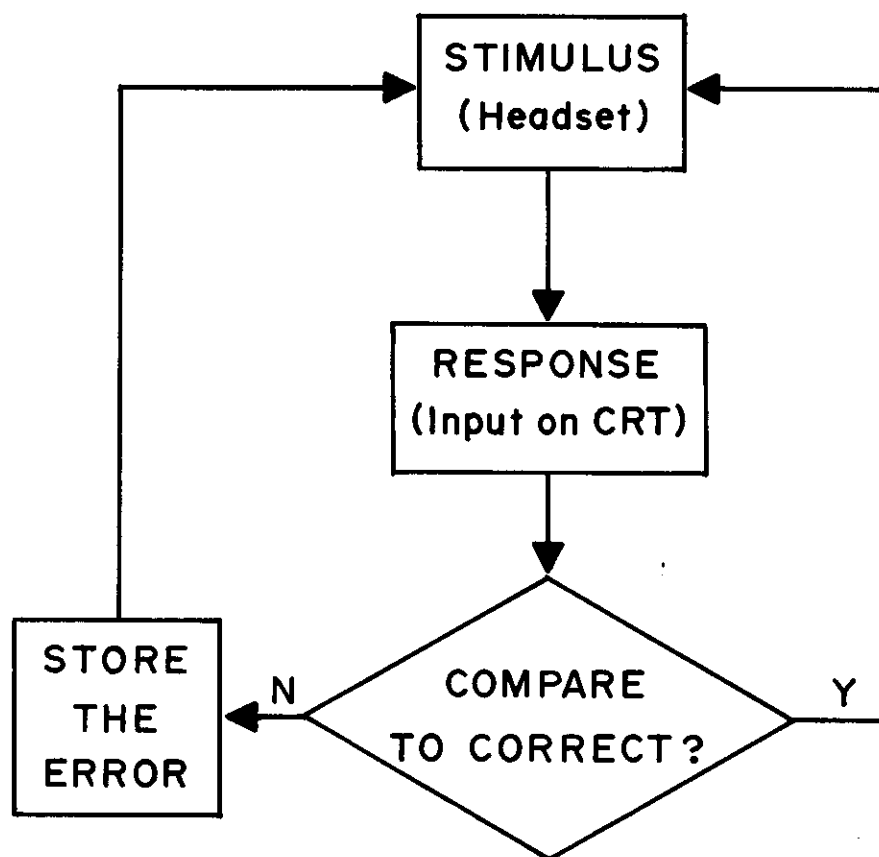 STIMULUS
(Headset)
RESPONSE
(Input on CRT)
COMPARE
TO CORRECT?
N
Y
STORE
THE
ERROR